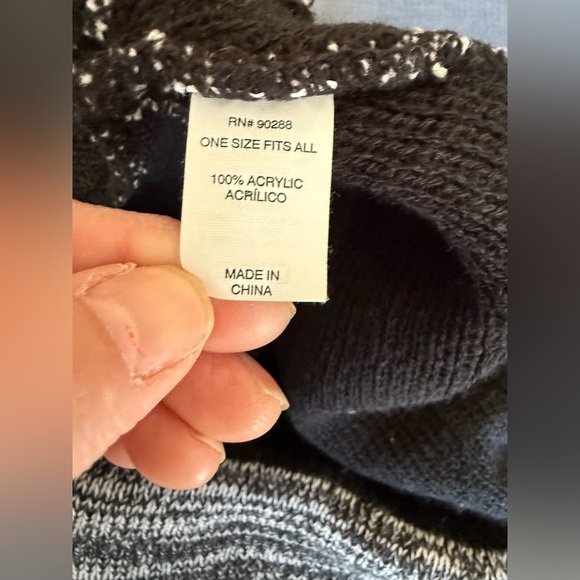 RN# 90288
ONE SIZE FITS ALL
100% ACRYLIC
ACRÍLICO
MADE IN
CHINA